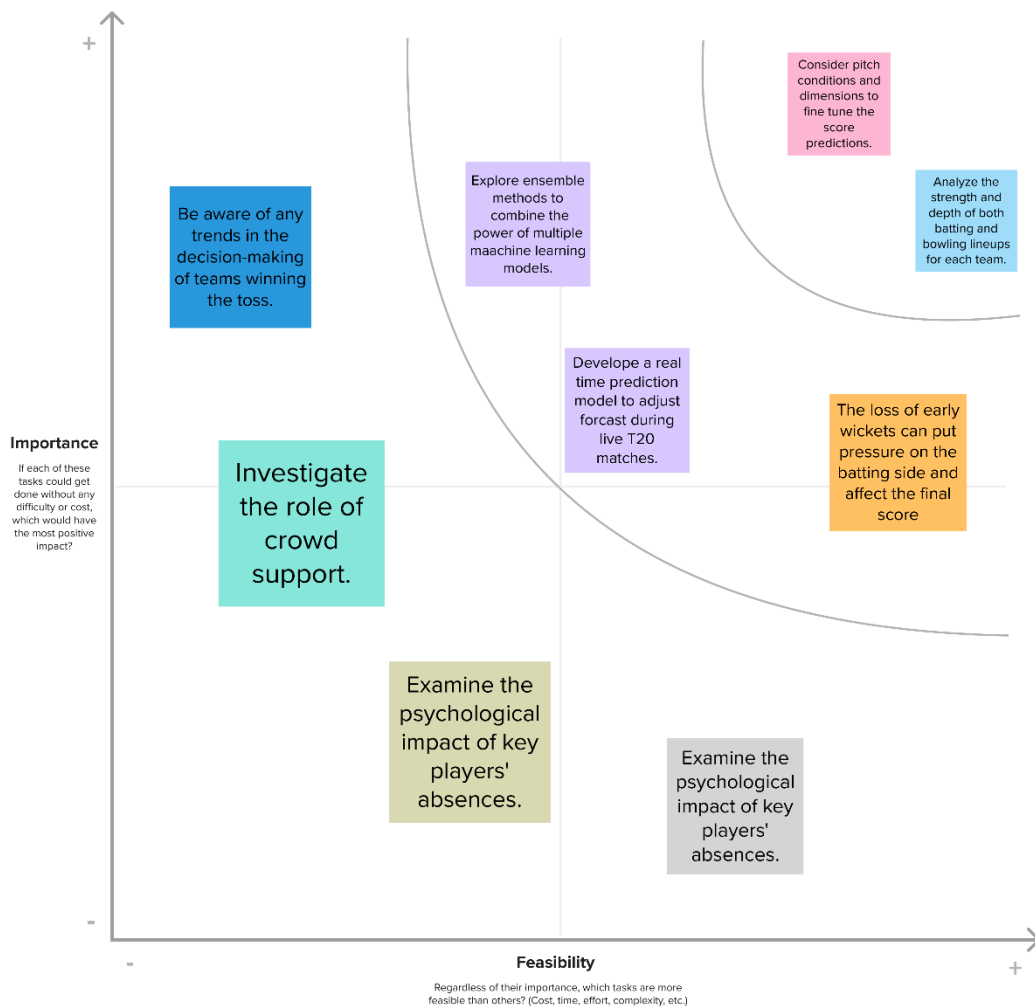 +
Consider pitch
conditions and
dimensions to
fine tune the
score
predictions.
Explore ensemble
methods to
combine the
power of multiple
maachine learning
models.
Analyze the
strength and
depth of both
batting and
bowling lineups
for each team.
Be aware of any
trends in the
decision-making
of teams winning
the toss.
Develope a real
time prediction
model to adjust
forcast during
live T20
matches.
The loss of early
wickets can put
pressure on the
batting side and
affect the final
score
Importance
If each of these
tasks could get
done without any
difficulty or cost,
which would have
the most positive
impact?
Investigate
the role of
crowd
support.
Examine the
psychological
impact of key
players'
absences.
Examine the
psychological
impact of key
players'
absences.
-
-
Feasibility
+
Regardless of their importance, which tasks are more
feasible than others? (Cost, time, effort, complexity, etc.)